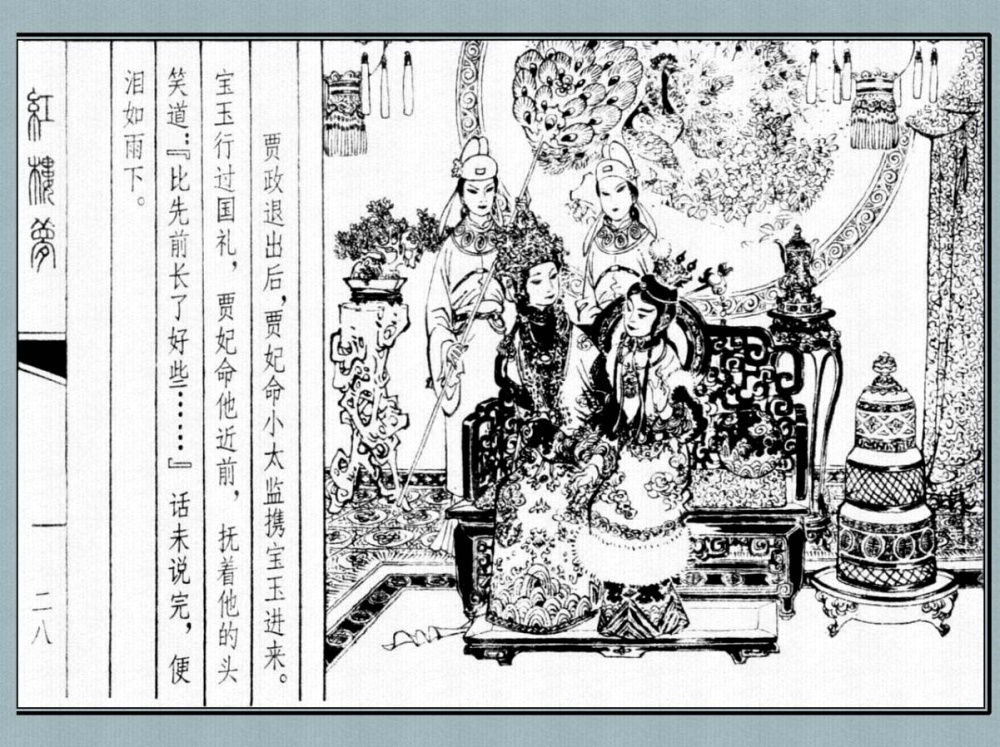 贾政退出后，贾妃命小太监携宝玉进来。
宝玉行过国礼，贾妃命他近前，抚着他的头
笑道：『比先前长了好些……』话未说完，便
泪如雨下。
紅樓夢
一二八